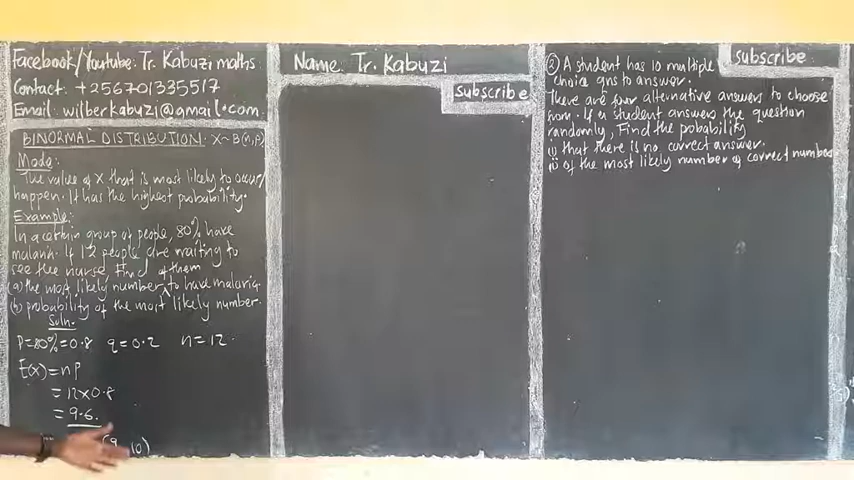 Facebook/Youtube: Tr. Kabuzi maths
Contact: +256701335517
Email: wilberkabuzi@gmail.com
BINORMAL DISTRIBUTION: X~B(n,p)
Mode:
The value of X that is most likely to occur/
happen. It has the highest probability.
Example:
In a certain group of people, 80% have
malaria. If 12 people are waiting to
see the nurse. Find of them
(a) the most likely number to have malaria
(b) probability of the most likely number.
Soln.
P=80%=0.8 q=0.2 n=12
E(x)=np
=12×0.8
=9.6
(9, 10)
Name: Tr. Kabuzi
subscribe
subscribe
② A student has 10 multiple
choice qns to answer.
There are four alternative answers to choose
from. If a student answers the question
randomly, Find the pobability
(i) that there is no correct answer.
ii) of the most likely number of correct number